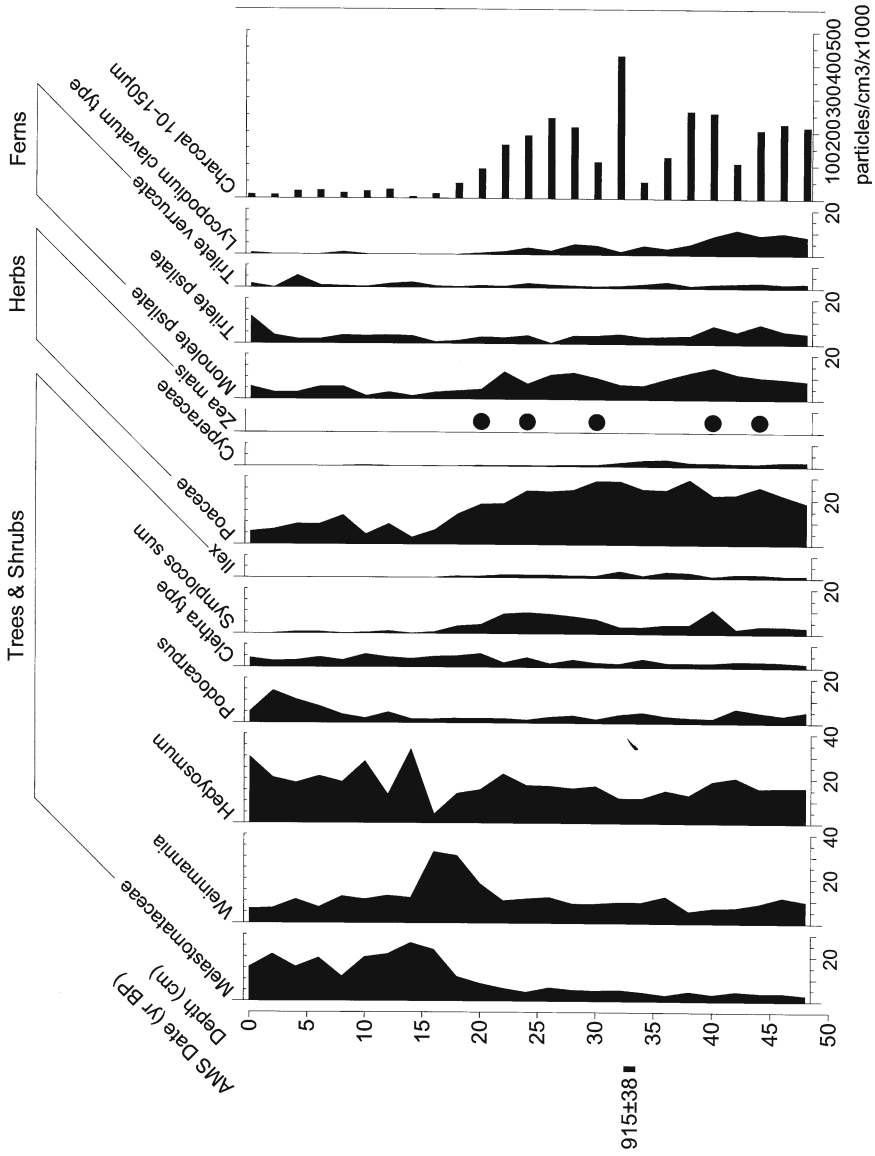 Trees & Shrubs
Herbs
Ferns
AMS Date (yr BP)
Depth (cm)
Melastomataceae
Weinmannia
Hedyosmum
Podocarpus
Clethra type
Symplocos sum
Ilex
Poaceae
Cyperaceae
Zea mais
Monolete psilate
Trilete psilate
Trilete verrucate
Lycopodium clavatum type
Charcoal 10-150µm
0
5
10
15
20
25
30
35
40
45
50
915±38
20
20 40
20 40
20
20
20
20
20
20
20
100200300400500
particles/cm3/x1000